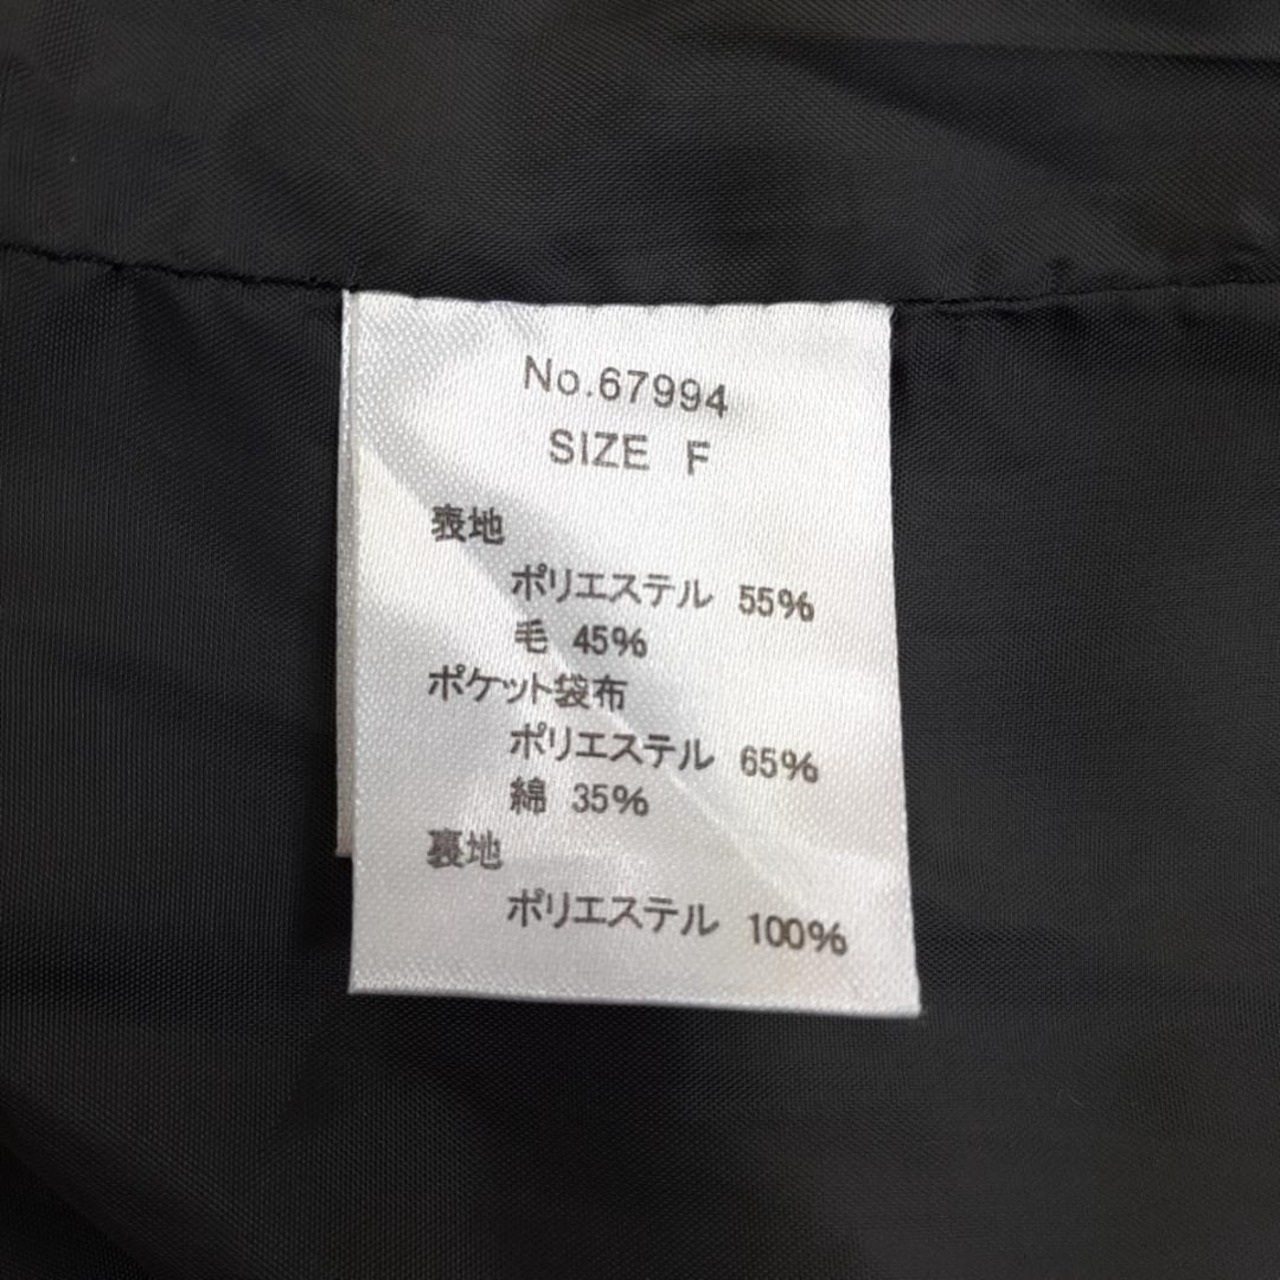 No.67994
SIZE F
表地
ポリエステル 55%
毛 45%
ポケット袋布
ポリエステル 65%
綿 35%
裏地
ポリエステル 100%